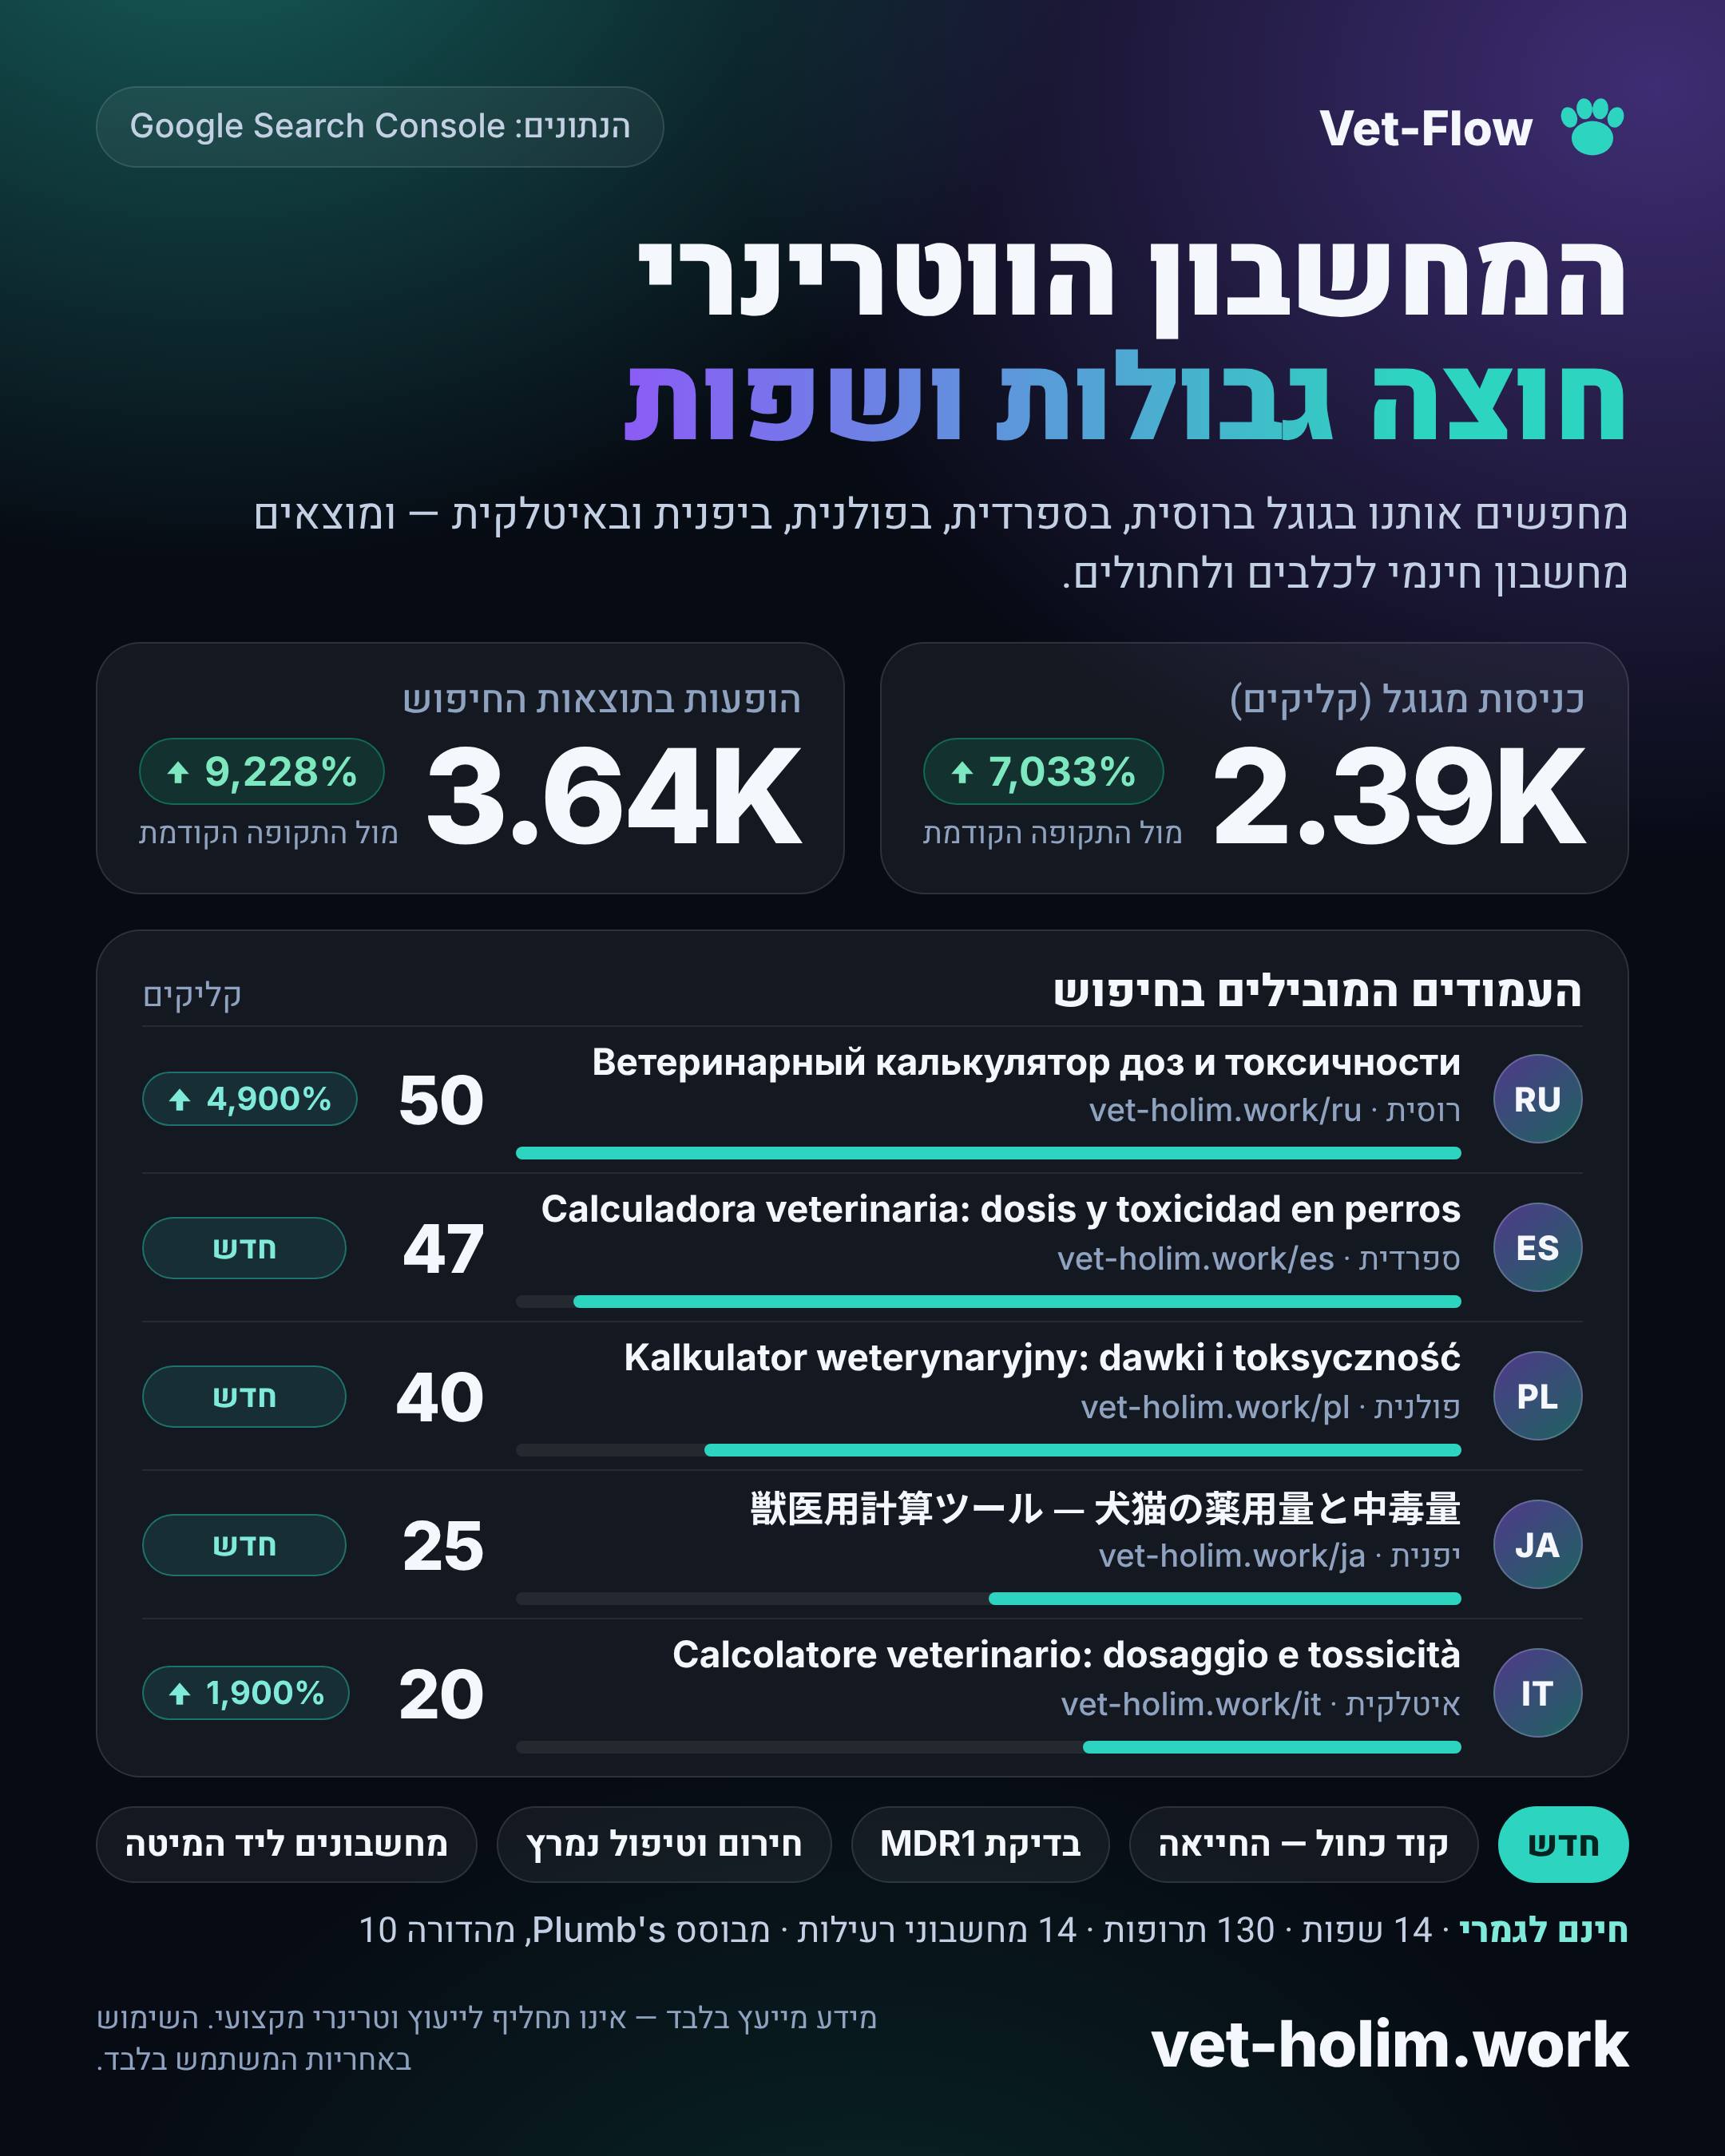 Vet-Flow
הנתונים: Google Search Console
המחשבון הווטרינרי
חוצה גבולות ושפות
מחפשים אותנו בגוגל ברוסית, בספרדית, בפולנית, ביפנית ובאיטלקית — ומוצאים
מחשבון חינמי לכלבים ולחתולים.
כניסות מגוגל (קליקים)
2.39K
7,033%
מול התקופה הקודמת
הופעות בתוצאות החיפוש
3.64K
9,228%
מול התקופה הקודמת
העמודים המובילים בחיפוש
קליקים
RU
Ветеринарный калькулятор доз и токсичности
רוסית · vet-holim.work/ru
50
4,900%
ES
Calculadora veterinaria: dosis y toxicidad en perros
ספרדית · vet-holim.work/es
47
חדש
PL
Kalkulator weterynaryjny: dawki i toksyczność
פולנית · vet-holim.work/pl
40
חדש
JA
獣医用計算ツール — 犬猫の薬用量と中毒量
יפנית · vet-holim.work/ja
25
חדש
IT
Calcolatore veterinario: dosaggio e tossicità
איטלקית · vet-holim.work/it
20
1,900%
חדש
קוד כחול — החייאה
בדיקת MDR1
חירום וטיפול נמרץ
מחשבונים ליד המיטה
חינם לגמרי · 14 שפות · 130 תרופות · 14 מחשבוני רעילות · מבוסס Plumb's, מהדורה 10
vet-holim.work
מידע מייעץ בלבד — אינו תחליף לייעוץ וטרינרי מקצועי. השימוש
באחריות המשתמש בלבד.